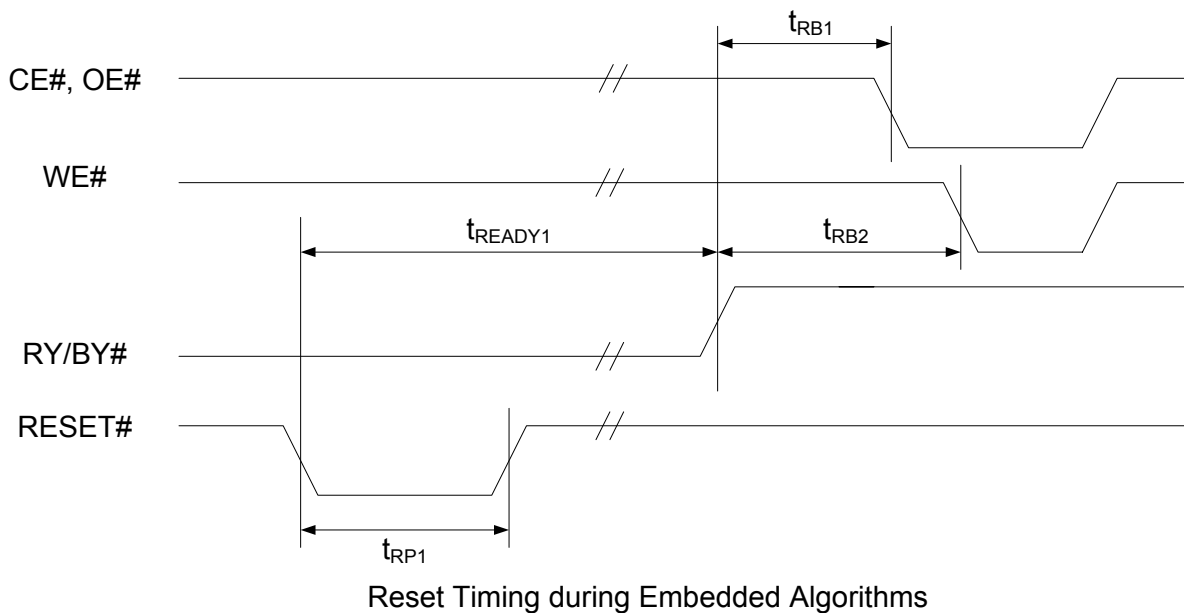 tRB1
CE#, OE#
WE#
tREADY1
tRB2
RY/BY#
RESET#
tRP1
Reset Timing during Embedded Algorithms